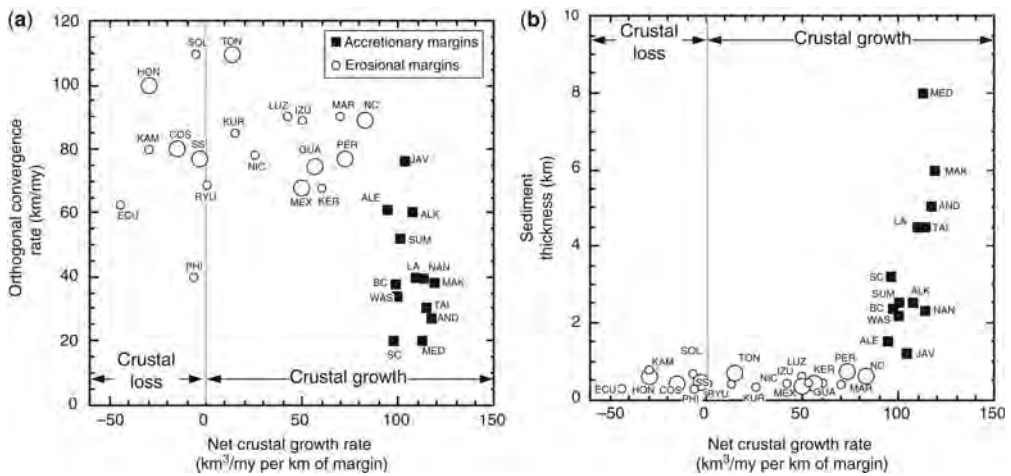 (a)
Accretionary margins
Erosional margins
SOL
TON
HON
KAM
COS
SS
KUR
LUZ
IZU
MAR
NC
NIC
GUA
PER
RYU
MEX
KER
ECU
PHI
JAV
ALE
ALK
SUM
LA
NAN
BC
MAK
WAS
TAI
AND
SC
MED
Crustal
loss
Crustal growth
120
100
80
60
40
20
0
Orthogonal convergence
rate (km/my)
−50
0
50
100
150
Net crustal growth rate
(km³/my per km of margin)
(b)
Crustal
loss
Crustal growth
MED
MAK
AND
LA
TAI
SC
SUM
ALK
BC
NAN
WAS
ALE
JAV
SOL
KAM
TON
LUZ
KER
PER
NC
IZU
NIC
ECU
HON
COS
SS
PHI
RYU
KUR
MEX
GUA
MAR
10
8
6
4
2
0
Sediment
thickness (km)
−50
0
50
100
150
Net crustal growth rate
(km³/my per km of margin)